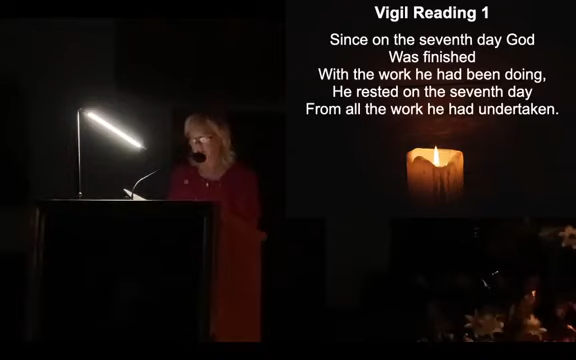 Vigil Reading 1
Since on the seventh day God
Was finished
With the work he had been doing,
He rested on the seventh day
From all the work he had undertaken.